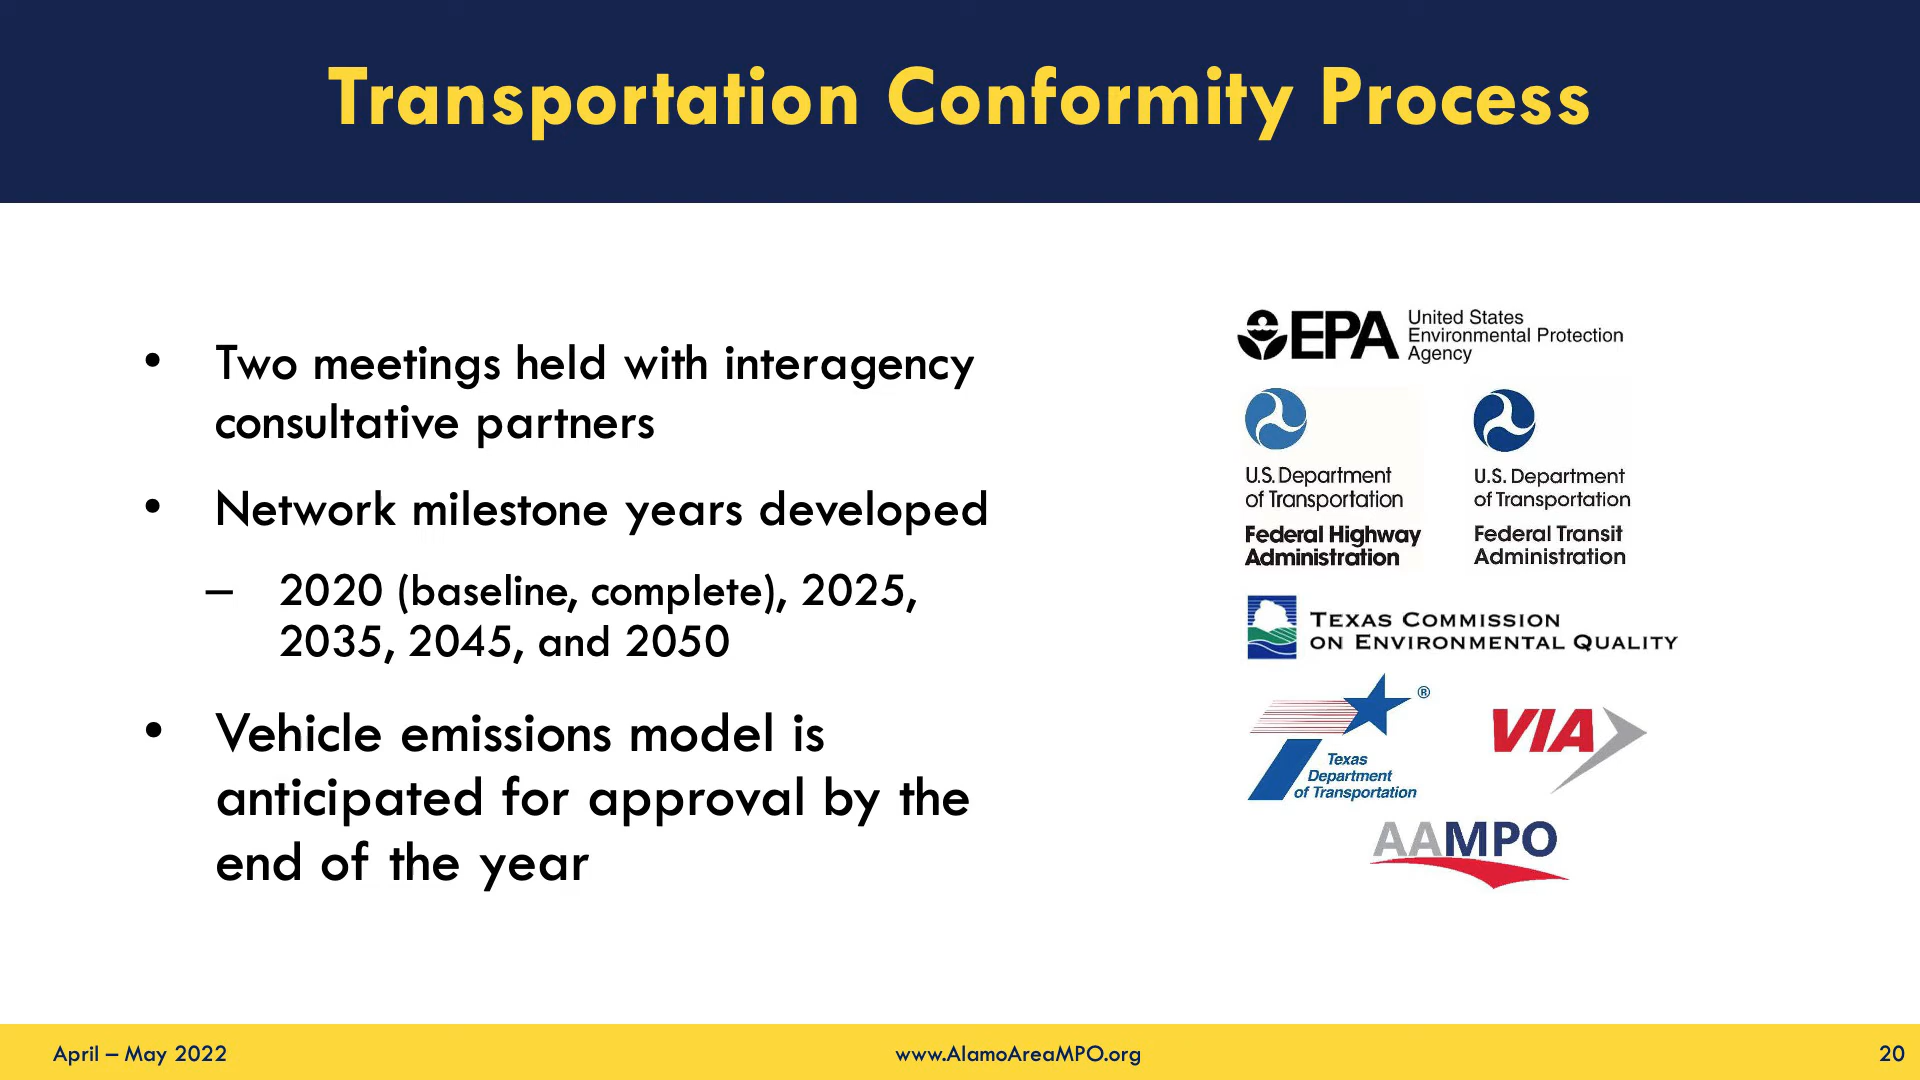 Transportation Conformity Process
• Two meetings held with interagency
consultative partners
• Network milestone years developed
– 2020 (baseline, complete), 2025,
2035, 2045, and 2050
• Vehicle emissions model is
anticipated for approval by the
end of the year
EPA
United States
Environmental Protection
Agency
U.S. Department
of Transportation
Federal Highway
Administration
U.S. Department
of Transportation
Federal Transit
Administration
TEXAS COMMISSION
ON ENVIRONMENTAL QUALITY
®
Texas
Department
of Transportation
VIA
AAMPO
April – May 2022
www.AlamoAreaMPO.org
20